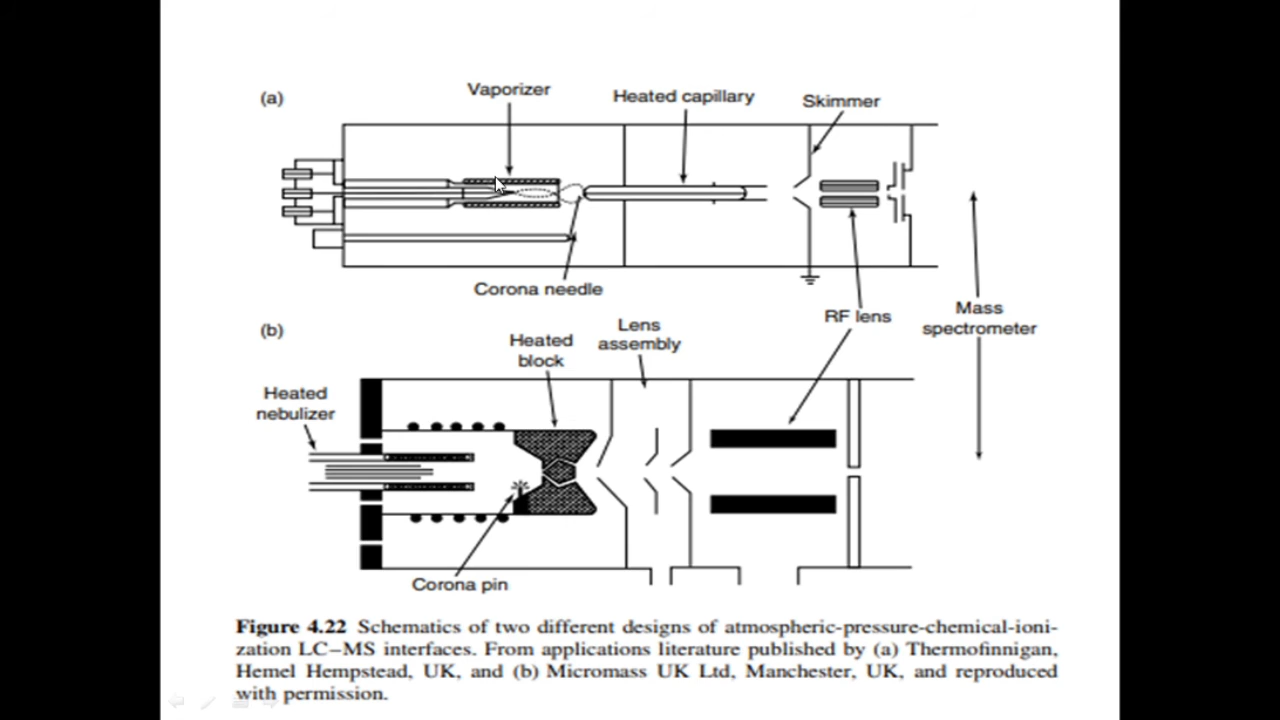 (a)
Vaporizer
Heated capillary
Skimmer
Corona needle
RF lens
Mass
spectrometer
(b)
Heated
nebulizer
Heated
block
Lens
assembly
Corona pin
Figure 4.22 Schematics of two different designs of atmospheric-pressure-chemical-ioni-
zation LC–MS interfaces. From applications literature published by (a) Thermofinnigan,
Hemel Hempstead, UK, and (b) Micromass UK Ltd, Manchester, UK, and reproduced
with permission.